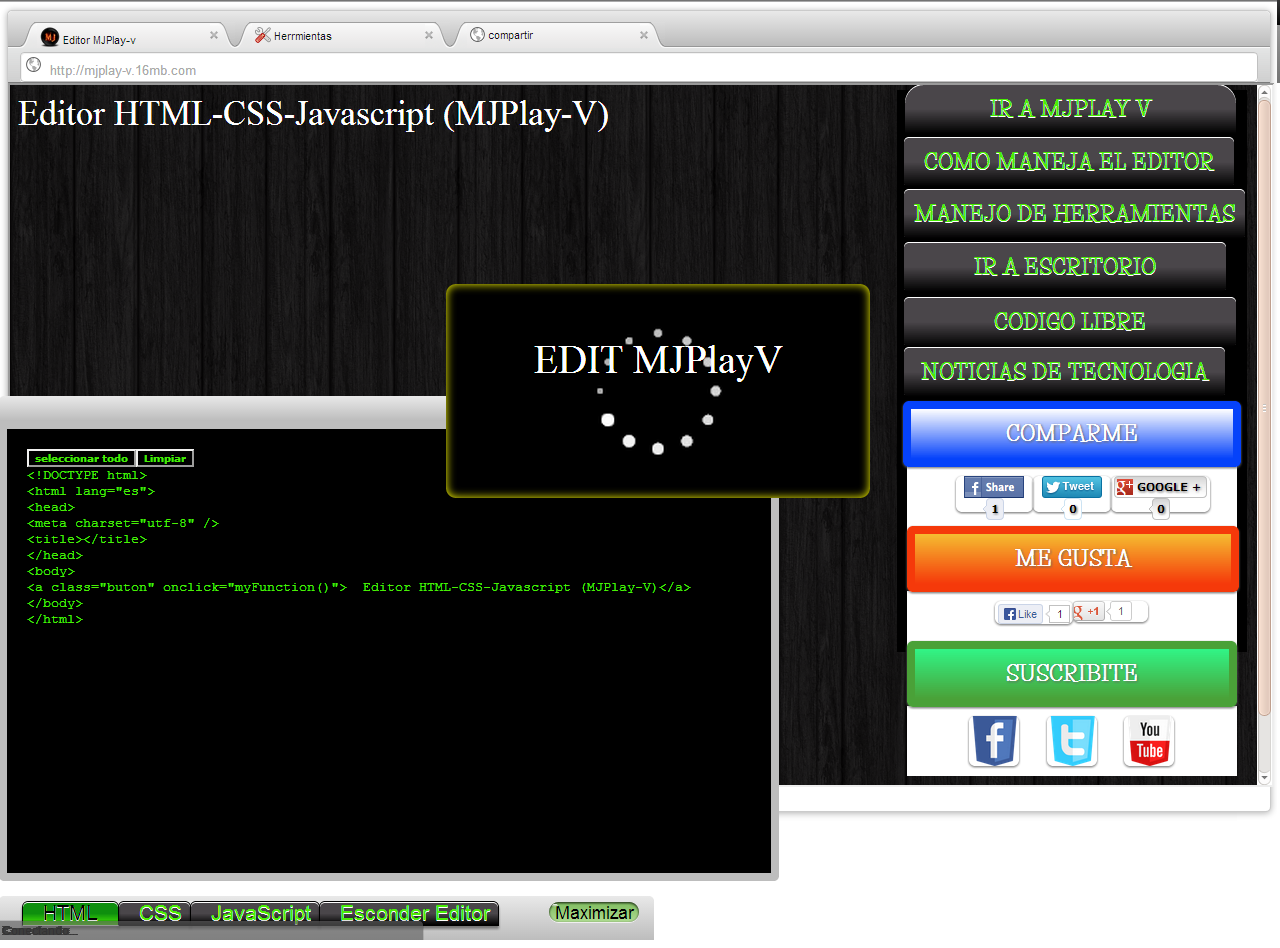 Editor MJPlay-v
Herrmientas
compartir
http://mjplay-v.16mb.com
Editor HTML-CSS-Javascript (MJPlay-V)
IR A MJPLAY V
COMO MANEJA EL EDITOR
MANEJO DE HERRAMIENTAS
IR A ESCRITORIO
CODIGO LIBRE
NOTICIAS DE TECNOLOGIA
EDIT MJPlayV
COMPARME
Share
Tweet
GOOGLE +
1
0
0
ME GUSTA
Like 1
+1 1
SUSCRIBITE
You
Tube
seleccionar todo Limpiar
<!DOCTYPE html>
<html lang="es">
<head>
<meta charset="utf-8" />
<title></title>
</head>
<body>
<a class="buton" onclick="myFunction()">  Editor HTML-CSS-Javascript (MJPlay-V)</a>
</body>
</html>
HTML
CSS
JavaScript
Esconder Editor
Maximizar